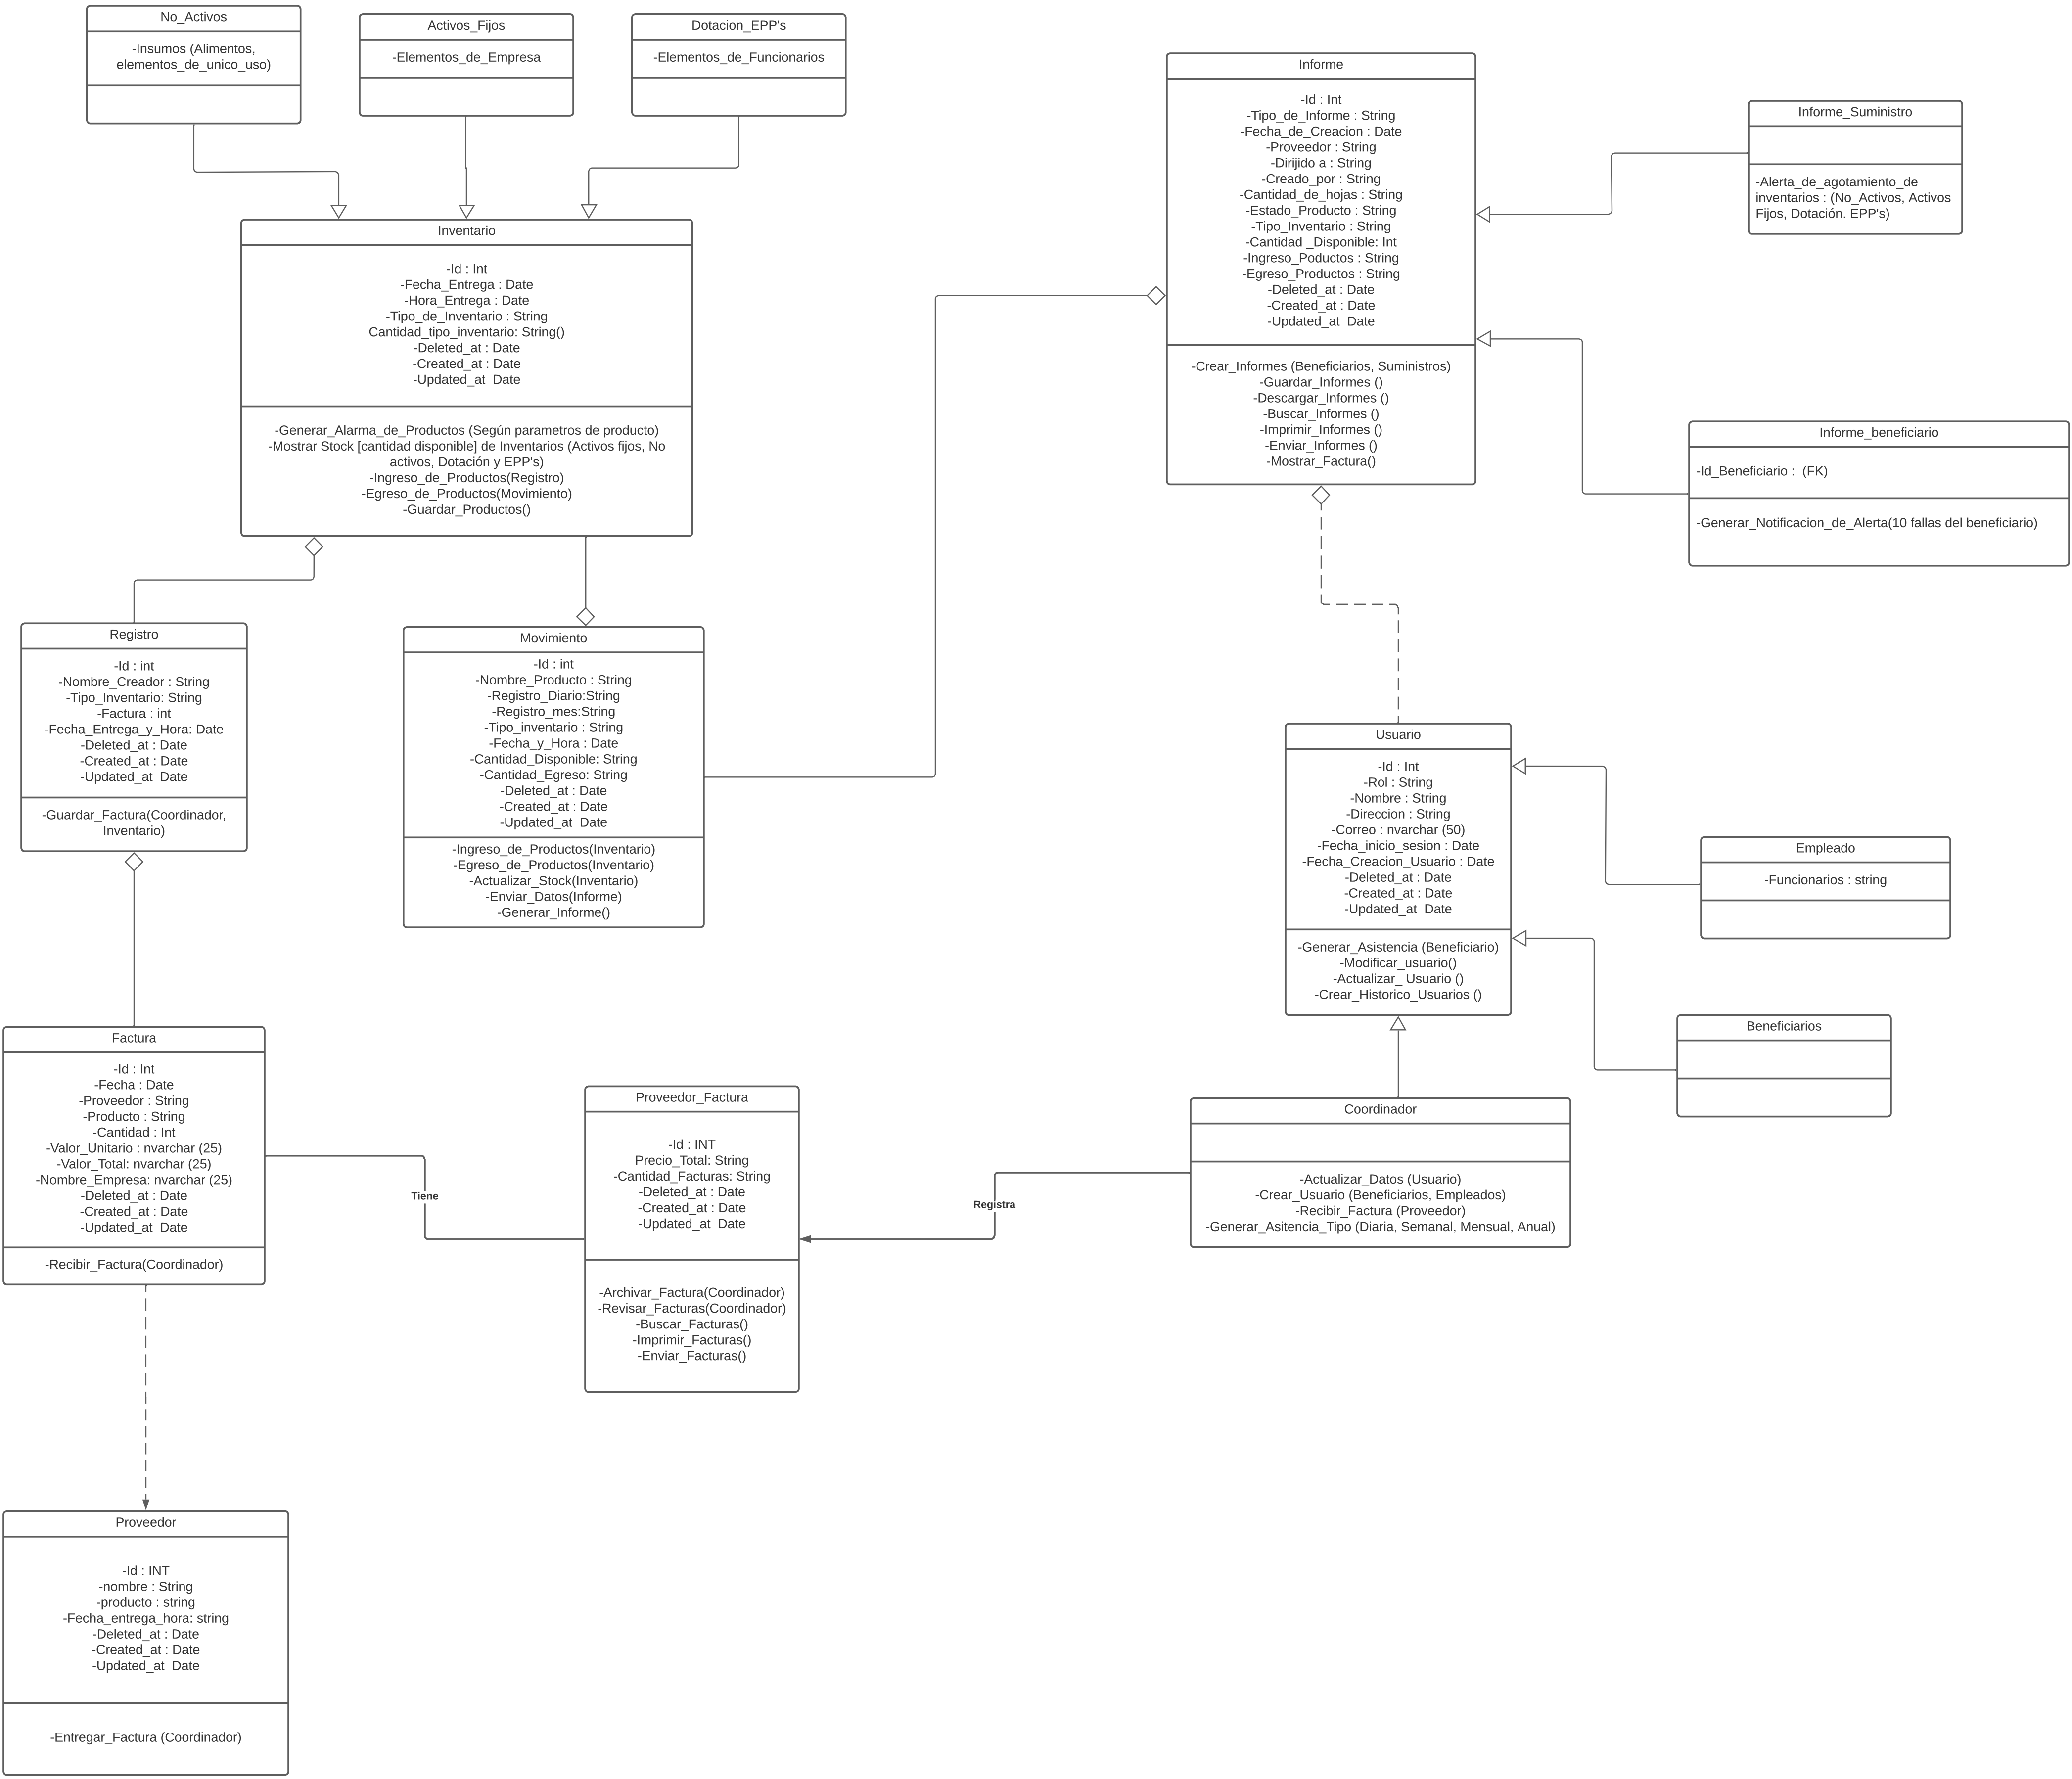 No_Activos
-Insumos (Alimentos,
elementos_de_unico_uso)
Activos_Fijos
-Elementos_de_Empresa
Dotacion_EPP's
-Elementos_de_Funcionarios
Inventario
-Id : Int
-Fecha_Entrega : Date
-Hora_Entrega : Date
-Tipo_de_Inventario : String
Cantidad_tipo_inventario: String()
-Deleted_at : Date
-Created_at : Date
-Updated_at  Date
-Generar_Alarma_de_Productos (Según parametros de producto)
-Mostrar Stock [cantidad disponible] de Inventarios (Activos fijos, No
activos, Dotación y EPP's)
-Ingreso_de_Productos(Registro)
-Egreso_de_Productos(Movimiento)
-Guardar_Productos()
Informe
-Id : Int
-Tipo_de_Informe : String
-Fecha_de_Creacion : Date
-Proveedor : String
-Dirijido a : String
-Creado_por : String
-Cantidad_de_hojas : String
-Estado_Producto : String
-Tipo_Inventario : String
-Cantidad _Disponible: Int
-Ingreso_Poductos : String
-Egreso_Productos : String
-Deleted_at : Date
-Created_at : Date
-Updated_at  Date
-Crear_Informes (Beneficiarios, Suministros)
-Guardar_Informes ()
-Descargar_Informes ()
-Buscar_Informes ()
-Imprimir_Informes ()
-Enviar_Informes ()
-Mostrar_Factura()
Informe_Suministro
-Alerta_de_agotamiento_de
inventarios : (No_Activos, Activos
Fijos, Dotación. EPP's)
Informe_beneficiario
-Id_Beneficiario :  (FK)
-Generar_Notificacion_de_Alerta(10 fallas del beneficiario)
Registro
-Id : int
-Nombre_Creador : String
-Tipo_Inventario: String
-Factura : int
-Fecha_Entrega_y_Hora: Date
-Deleted_at : Date
-Created_at : Date
-Updated_at  Date
-Guardar_Factura(Coordinador,
Inventario)
Movimiento
-Id : int
-Nombre_Producto : String
-Registro_Diario:String
-Registro_mes:String
-Tipo_inventario : String
-Fecha_y_Hora : Date
-Cantidad_Disponible: String
-Cantidad_Egreso: String
-Deleted_at : Date
-Created_at : Date
-Updated_at  Date
-Ingreso_de_Productos(Inventario)
-Egreso_de_Productos(Inventario)
-Actualizar_Stock(Inventario)
-Enviar_Datos(Informe)
-Generar_Informe()
Usuario
-Id : Int
-Rol : String
-Nombre : String
-Direccion : String
-Correo : nvarchar (50)
-Fecha_inicio_sesion : Date
-Fecha_Creacion_Usuario : Date
-Deleted_at : Date
-Created_at : Date
-Updated_at  Date
-Generar_Asistencia (Beneficiario)
-Modificar_usuario()
-Actualizar_ Usuario ()
-Crear_Historico_Usuarios ()
Empleado
-Funcionarios : string
Beneficiarios
Factura
-Id : Int
-Fecha : Date
-Proveedor : String
-Producto : String
-Cantidad : Int
-Valor_Unitario : nvarchar (25)
-Valor_Total: nvarchar (25)
-Nombre_Empresa: nvarchar (25)
-Deleted_at : Date
-Created_at : Date
-Updated_at  Date
-Recibir_Factura(Coordinador)
Tiene
Proveedor_Factura
-Id : INT
Precio_Total: String
-Cantidad_Facturas: String
-Deleted_at : Date
-Created_at : Date
-Updated_at  Date
-Archivar_Factura(Coordinador)
-Revisar_Facturas(Coordinador)
-Buscar_Facturas()
-Imprimir_Facturas()
-Enviar_Facturas()
Registra
Coordinador
-Actualizar_Datos (Usuario)
-Crear_Usuario (Beneficiarios, Empleados)
-Recibir_Factura (Proveedor)
-Generar_Asitencia_Tipo (Diaria, Semanal, Mensual, Anual)
Proveedor
-Id : INT
-nombre : String
-producto : string
-Fecha_entrega_hora: string
-Deleted_at : Date
-Created_at : Date
-Updated_at  Date
-Entregar_Factura (Coordinador)